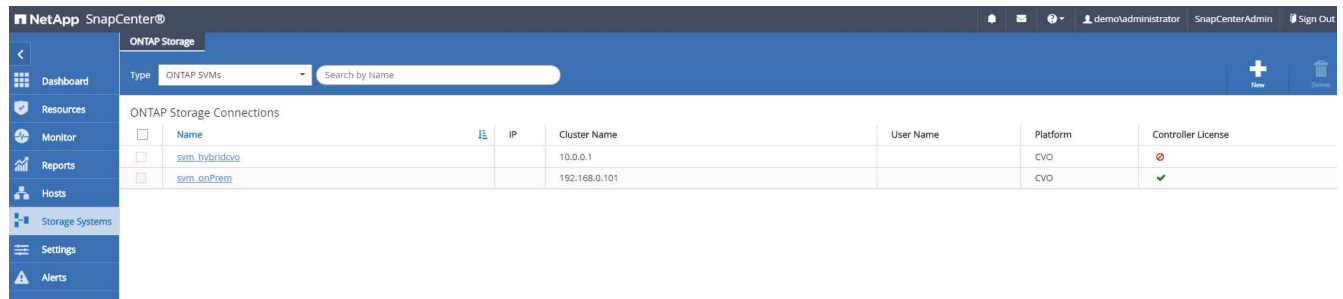 NetApp SnapCenter®
demo\administrator SnapCenterAdmin Sign Out
ONTAP Storage
Dashboard
Resources
Monitor
Reports
Hosts
Storage Systems
Settings
Alerts
Type ONTAP SVMs Search by Name
New Delete
ONTAP Storage Connections
Name IP Cluster Name User Name Platform Controller License
svm_hybridcvo 10.0.0.1 CVO
svm_onPrem 192.168.0.101 CVO